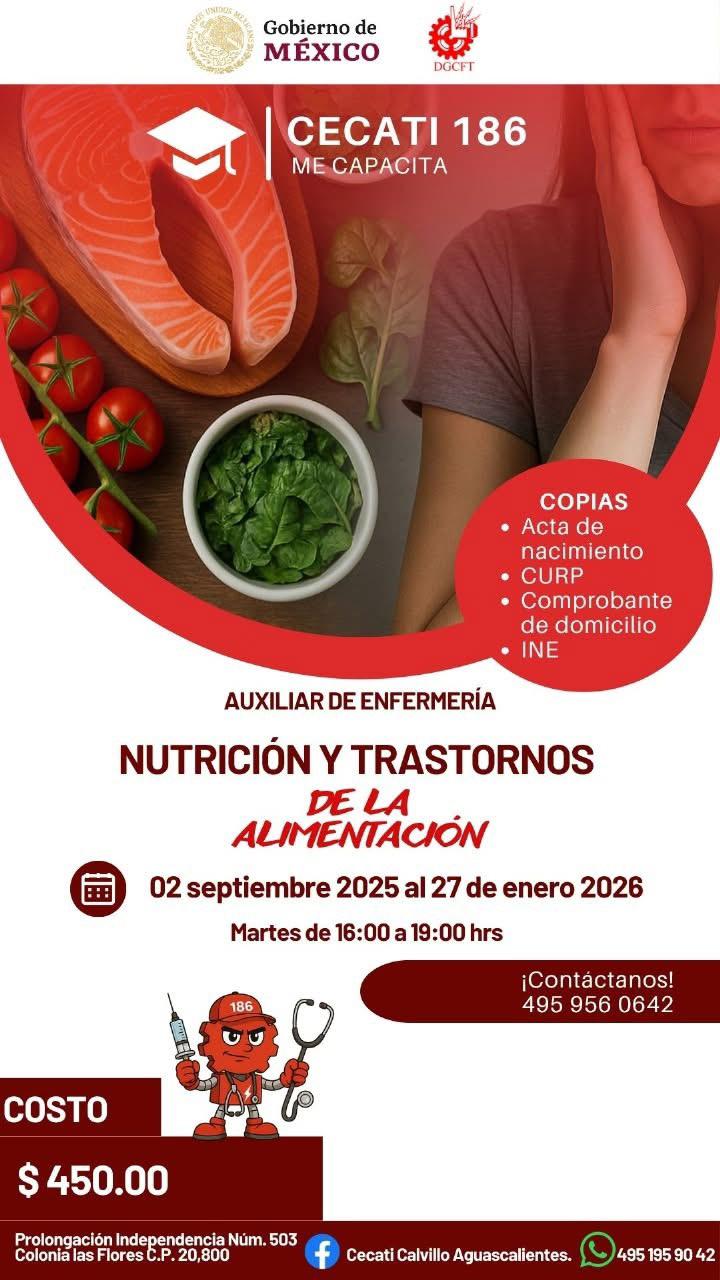 Gobierno de
MÉXICO
DGCFT
CECATI 186
ME CAPACITA
COPIAS
• Acta de
nacimiento
• CURP
• Comprobante
de domicilio
• INE
AUXILIAR DE ENFERMERÍA
NUTRICIÓN Y TRASTORNOS
DE LA
ALIMENTACIÓN
02 septiembre 2025 al 27 de enero 2026
Martes de 16:00 a 19:00 hrs
¡Contáctanos!
495 956 0642
186
COSTO
$ 450.00
Prolongación Independencia Núm. 503
Colonia las Flores C.P. 20,800
Cecati Calvillo Aguascalientes.
495 195 90 42